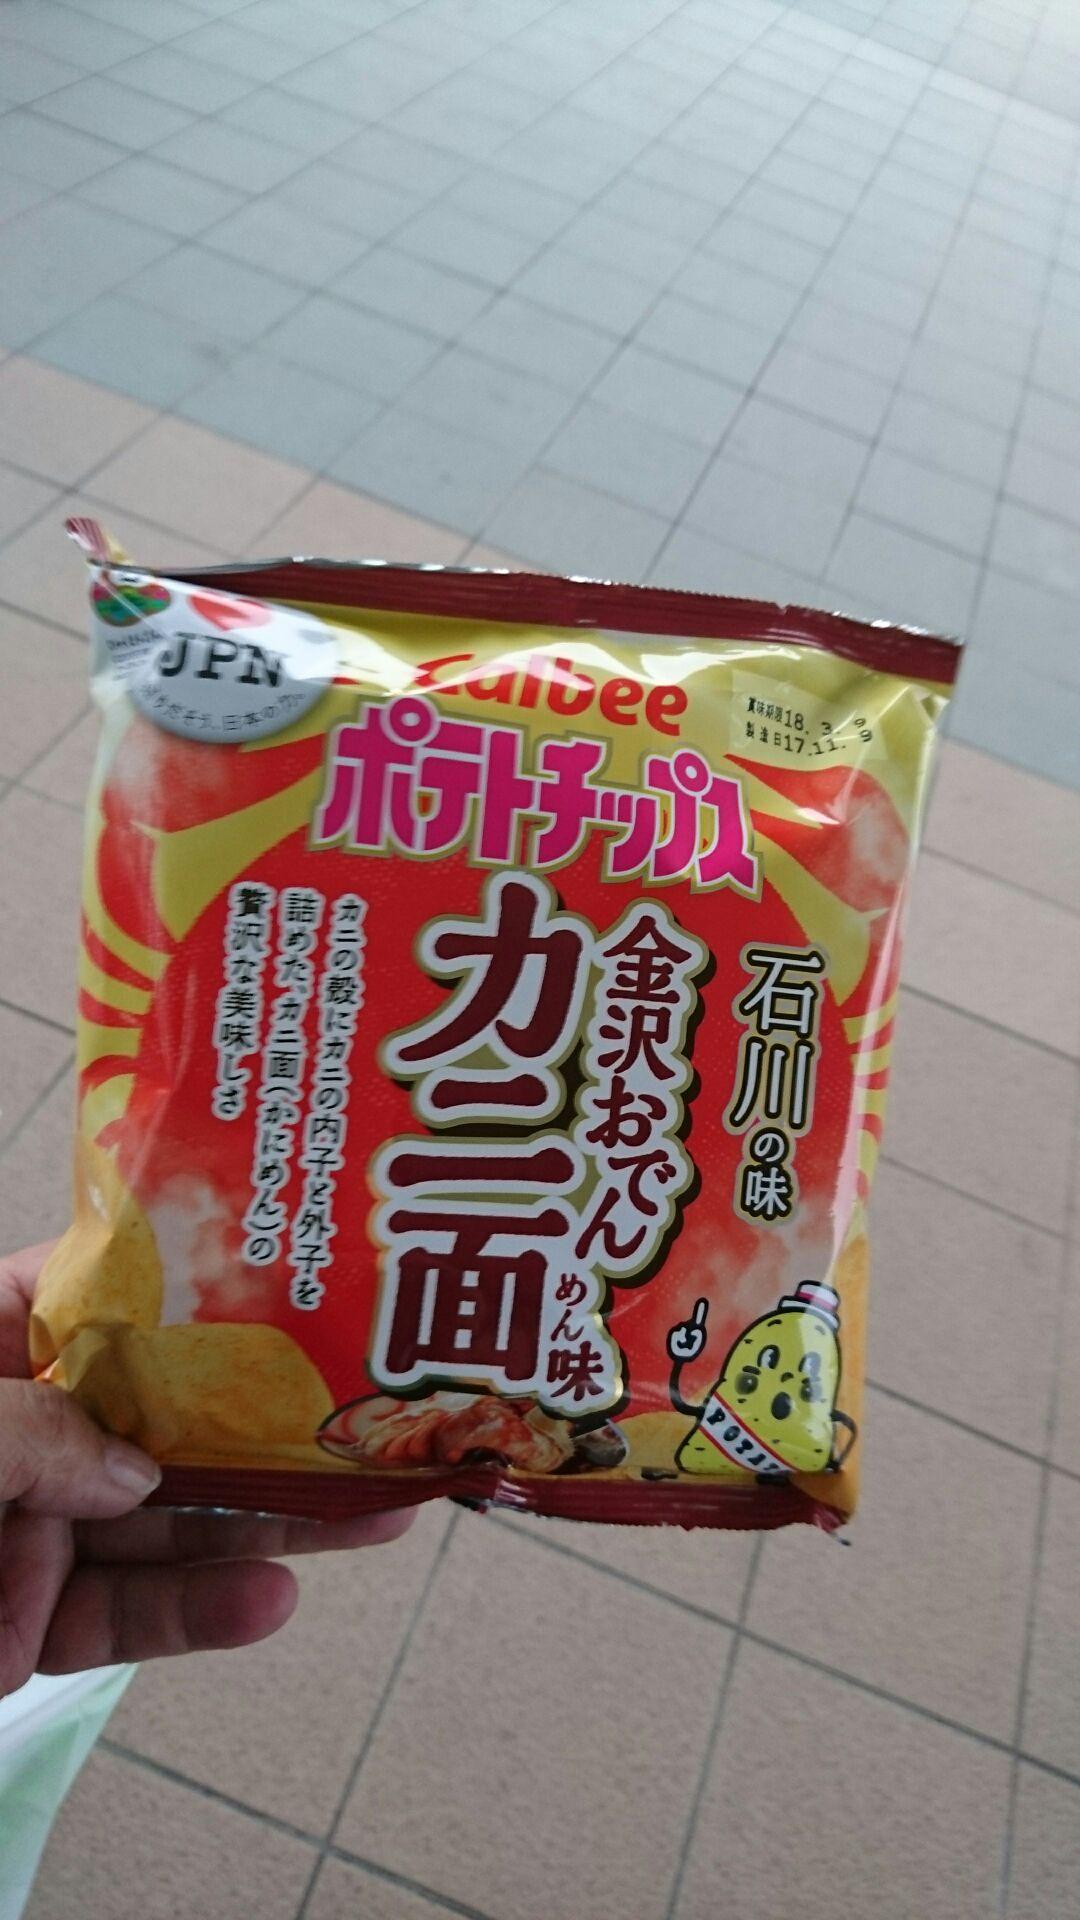 JPN
Calbee
賞味期限18. 3. 9
製造日17.11. 9
ポテトチップス
石川の味
金沢おでん
カニ面味
めん
カニの殻にカニの内子と外子を
詰めた、カニ面(かにめん)の
贅沢な美味しさ